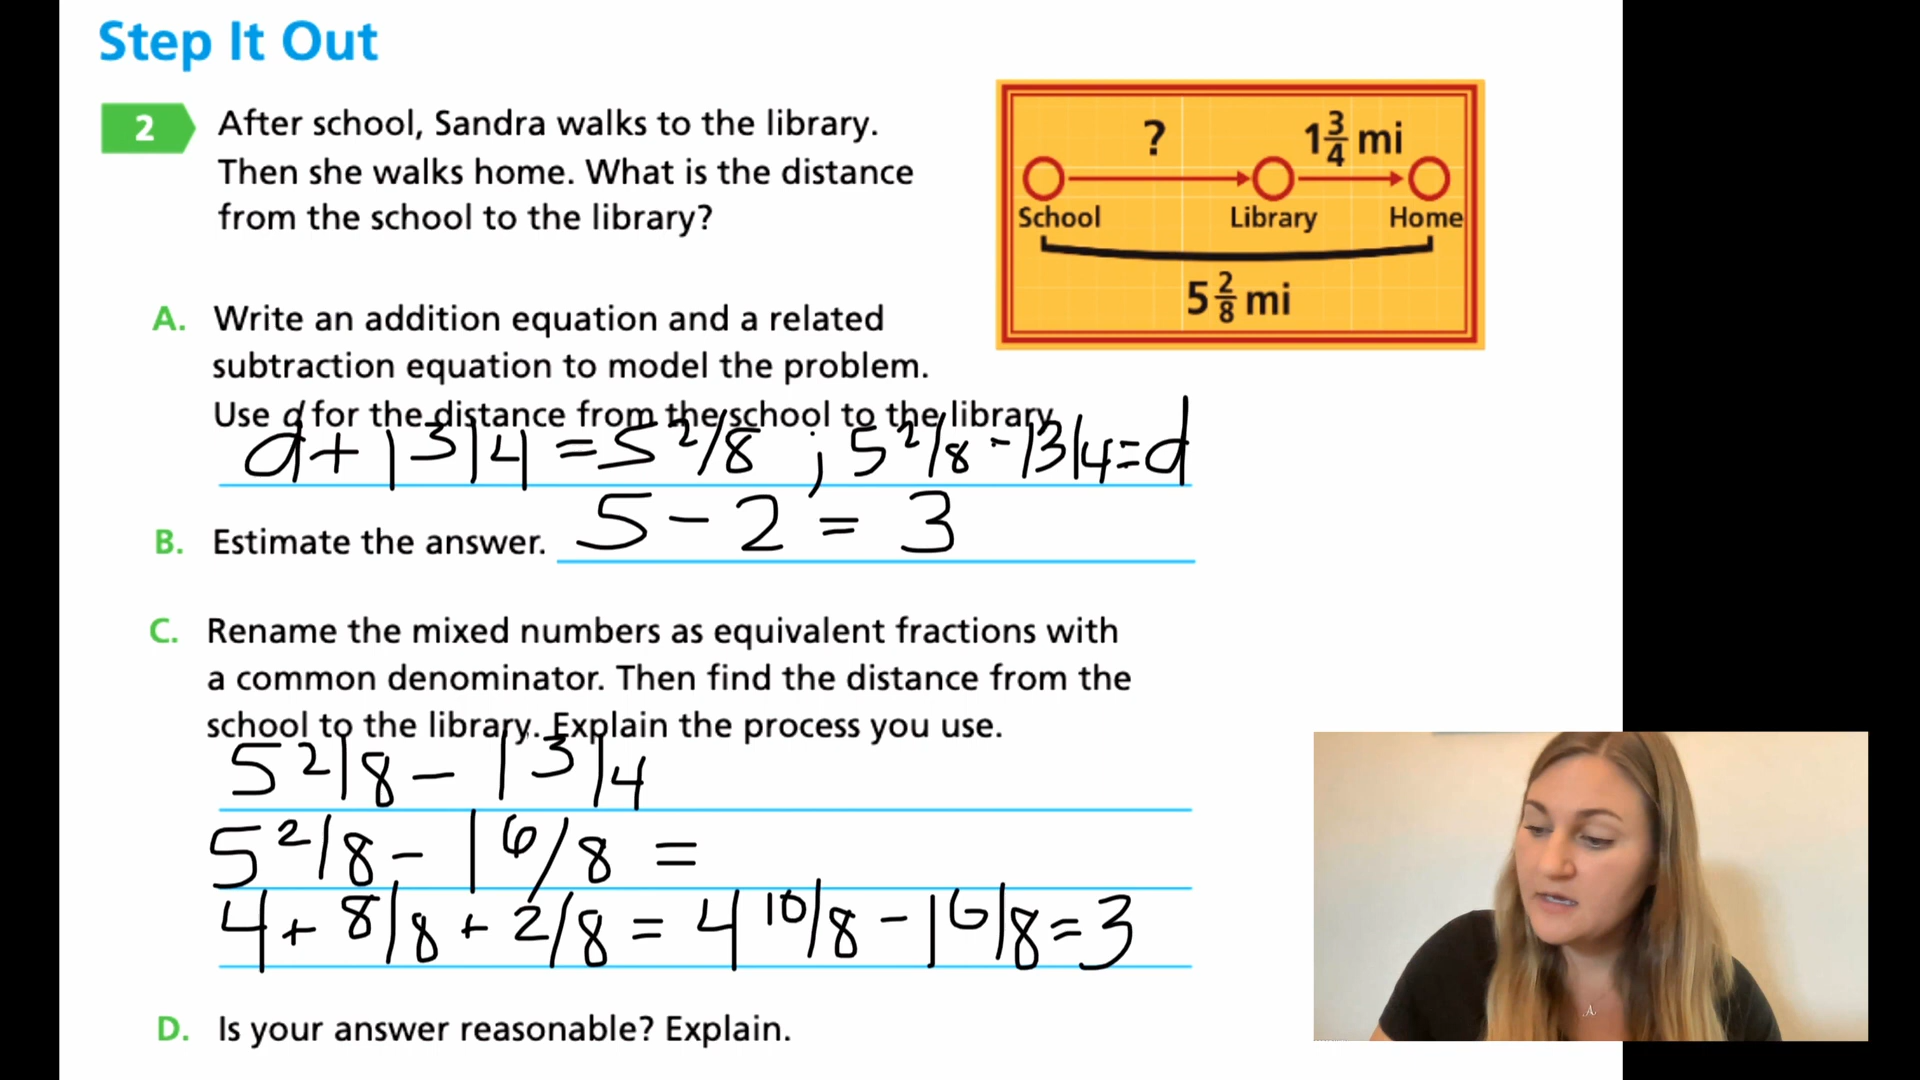 Step It Out
2 After school, Sandra walks to the library.
Then she walks home. What is the distance
from the school to the library?
? 1 3/4 mi
School Library Home
5 2/8 mi
A. Write an addition equation and a related
subtraction equation to model the problem.
Use d for the distance from the school to the library.
d + 1 3/4 = 5 2/8 ; 5 2/8 - 1 3/4 = d
B. Estimate the answer. 5 - 2 = 3
C. Rename the mixed numbers as equivalent fractions with
a common denominator. Then find the distance from the
school to the library. Explain the process you use.
5 2/8 - 1 3/4
5 2/8 - 1 6/8 =
4 + 8/8 + 2/8 = 4 10/8 - 1 6/8 = 3
D. Is your answer reasonable? Explain.
A